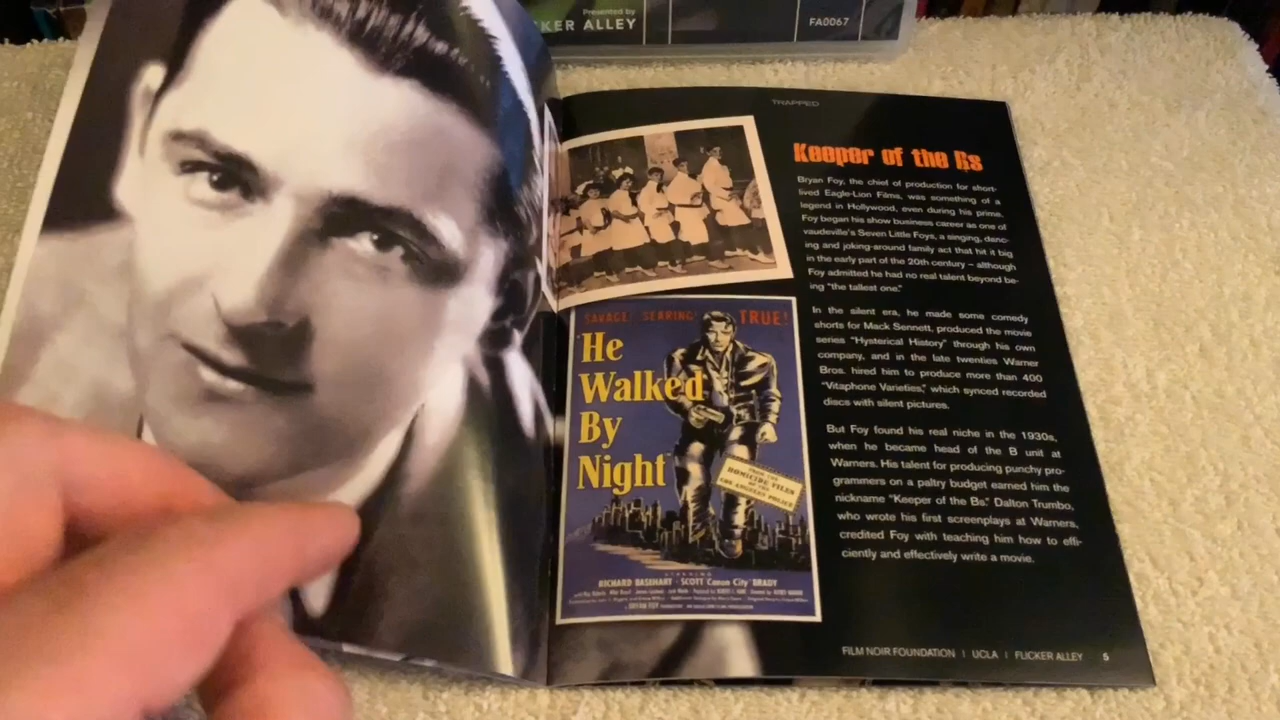 Presented by
KER ALLEY
FA0067
TRAPPED
Keeper of the Bs
Bryan Foy, the chief of production for short-
lived Eagle-Lion Films, was something of a
legend in Hollywood, even during his prime.
Foy began his show business career as one of
vaudeville's Seven Little Foys, a singing, danc-
ing and joking-around family act that hit it big
in the early part of the 20th century – although
Foy admitted he had no real talent beyond be-
ing "the tallest one."
In the silent era, he made some comedy
shorts for Mack Sennett, produced the movie
series "Hysterical History" through his own
company, and in the late twenties Warner
Bros. hired him to produce more than 400
"Vitaphone Varieties," which synced recorded
discs with silent pictures.
But Foy found his real niche in the 1930s,
when he became head of the B unit at
Warners. His talent for producing punchy pro-
grammers on a paltry budget earned him the
nickname "Keeper of the Bs." Dalton Trumbo,
who wrote his first screenplays at Warners,
credited Foy with teaching him how to effi-
ciently and effectively write a movie.
SAVAGE! SEARING! TRUE!
He
Walked
By
Night
FROM THE
HOMICIDE FILES
OF THE
LOS ANGELES POLICE
STARRING
RICHARD BASEHART · SCOTT "Canon City" BRADY
FILM NOIR FOUNDATION | UCLA | FLICKER ALLEY 5